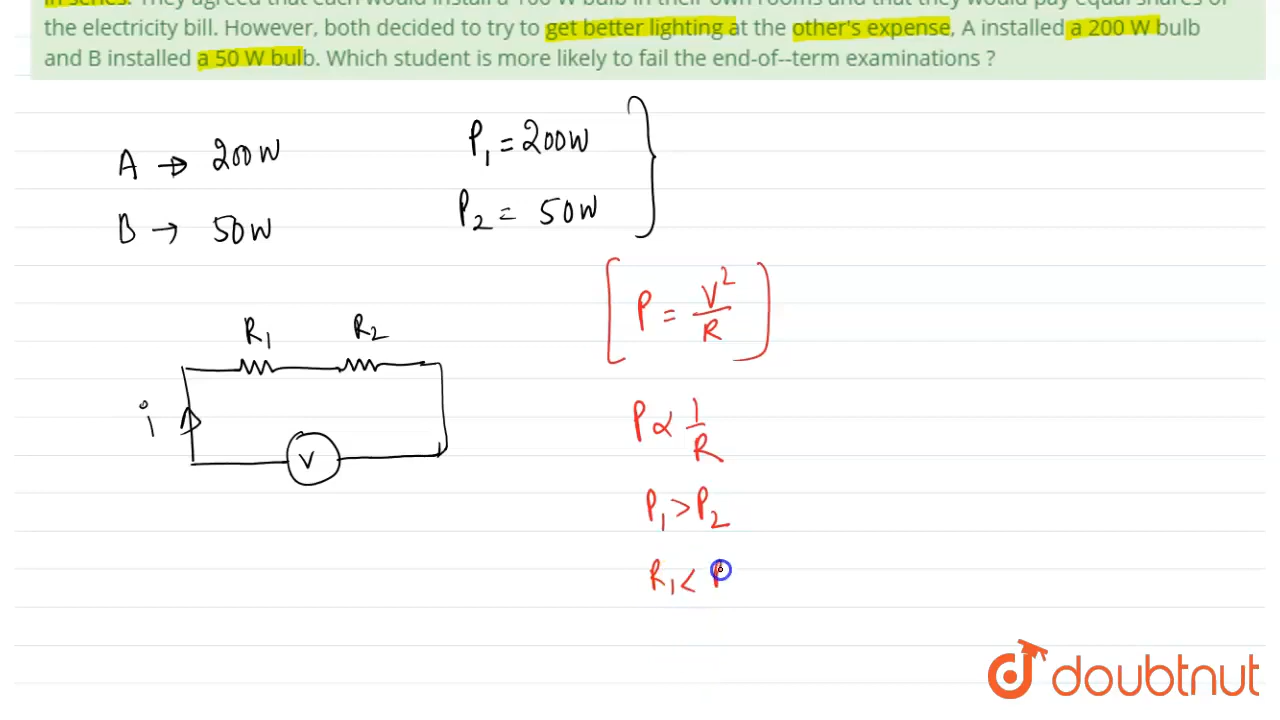 in series. They agreed that each would install a 100 W bulb in their own rooms and that they would pay equal shares of
the electricity bill. However, both decided to try to get better lighting at the other's expense, A installed a 200 W bulb
and B installed a 50 W bulb. Which student is more likely to fail the end-of--term examinations ?
A → 200W
B → 50W
P₁ = 200W
P₂ = 50W
[P = V²/R]
P ∝ 1/R
P₁ > P₂
R₁ <
R₁
R₂
i
V
doubtnut